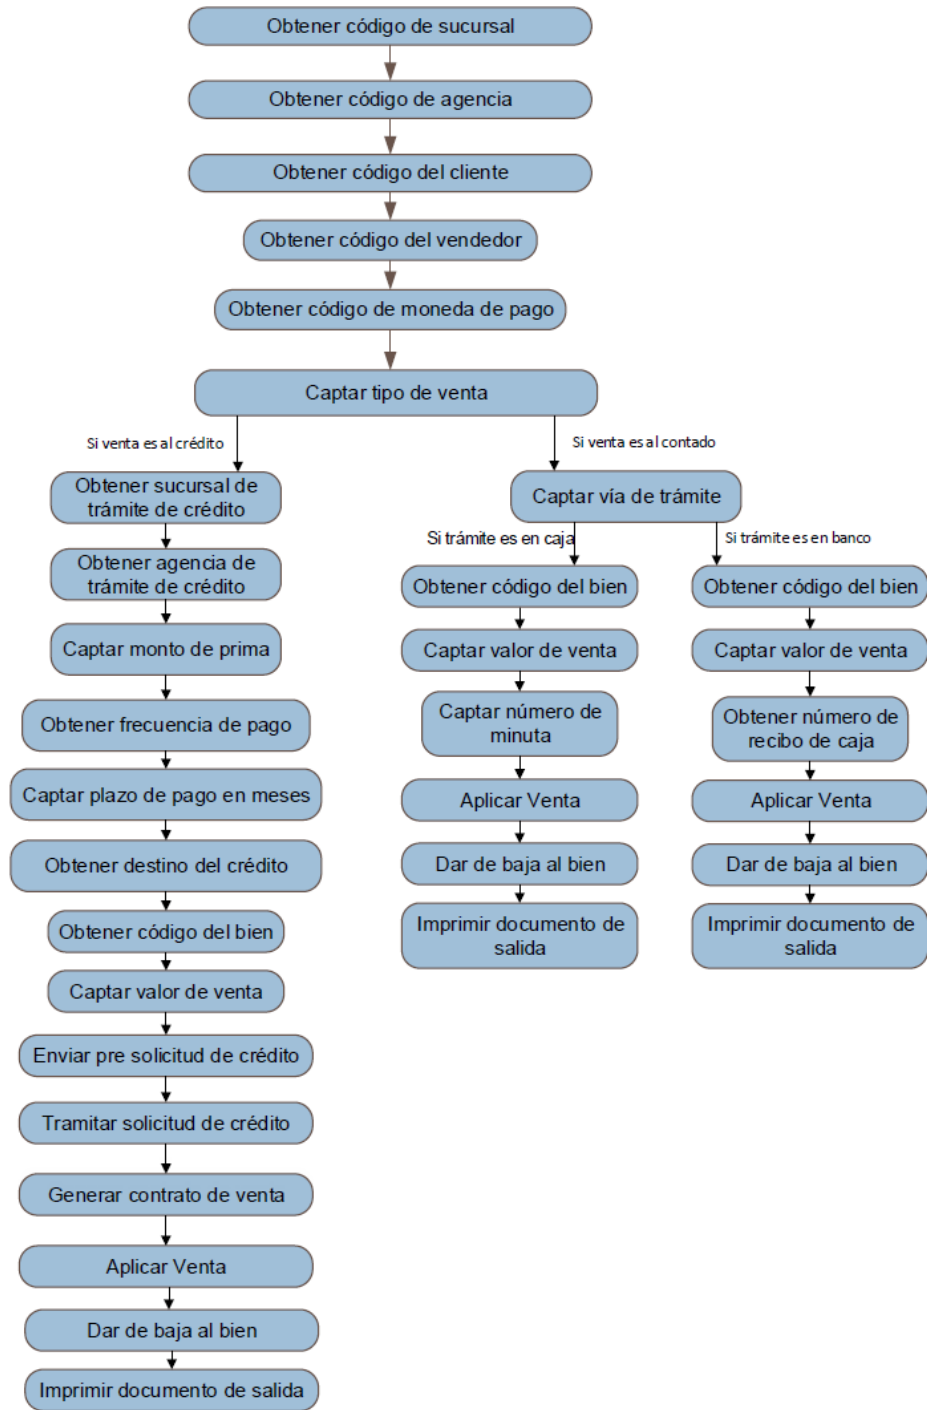 Obtener código de sucursal
Obtener código de agencia
Obtener código del cliente
Obtener código del vendedor
Obtener código de moneda de pago
Captar tipo de venta
Si venta es al crédito
Obtener sucursal de
trámite de crédito
Obtener agencia de
trámite de crédito
Captar monto de prima
Obtener frecuencia de pago
Captar plazo de pago en meses
Obtener destino del crédito
Obtener código del bien
Captar valor de venta
Enviar pre solicitud de crédito
Tramitar solicitud de crédito
Generar contrato de venta
Aplicar Venta
Dar de baja al bien
Imprimir documento de salida
Si venta es al contado
Captar vía de trámite
Si trámite es en caja
Obtener código del bien
Captar valor de venta
Captar número de
minuta
Aplicar Venta
Dar de baja al bien
Imprimir documento de
salida
Si trámite es en banco
Obtener código del bien
Captar valor de venta
Obtener número de
recibo de caja
Aplicar Venta
Dar de baja al bien
Imprimir documento de
salida